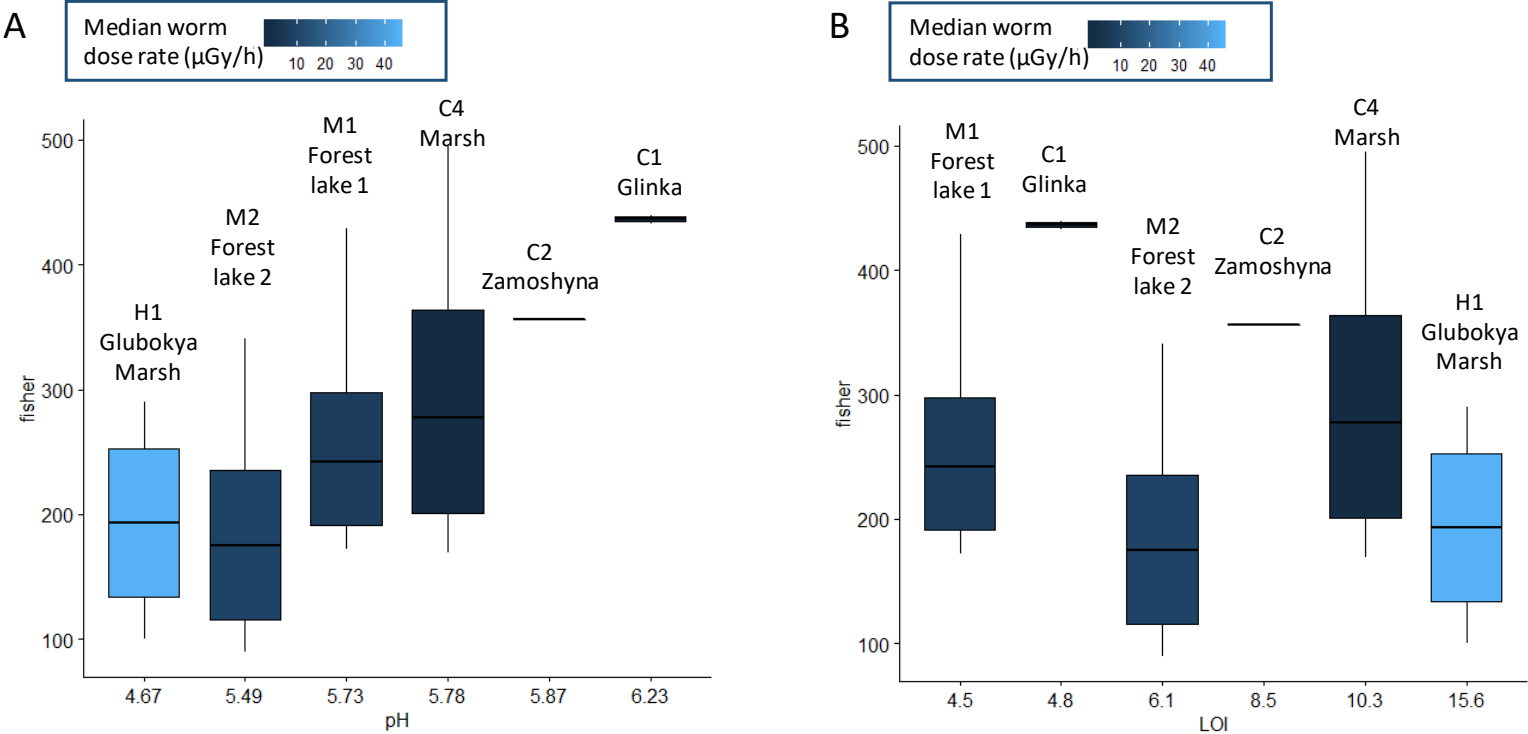 A
Median worm
dose rate (µGy/h)
10 20 30 40
500
400
300
200
100
fisher
H1
Glubokya
Marsh
M2
Forest
lake 2
M1
Forest
lake 1
C4
Marsh
C2
Zamoshyna
C1
Glinka
4.67 5.49 5.73 5.78 5.87 6.23
pH
B
Median worm
dose rate (µGy/h)
10 20 30 40
500
400
300
200
100
fisher
M1
Forest
lake 1
C1
Glinka
M2
Forest
lake 2
C2
Zamoshyna
C4
Marsh
H1
Glubokya
Marsh
4.5 4.8 6.1 8.5 10.3 15.6
LOI